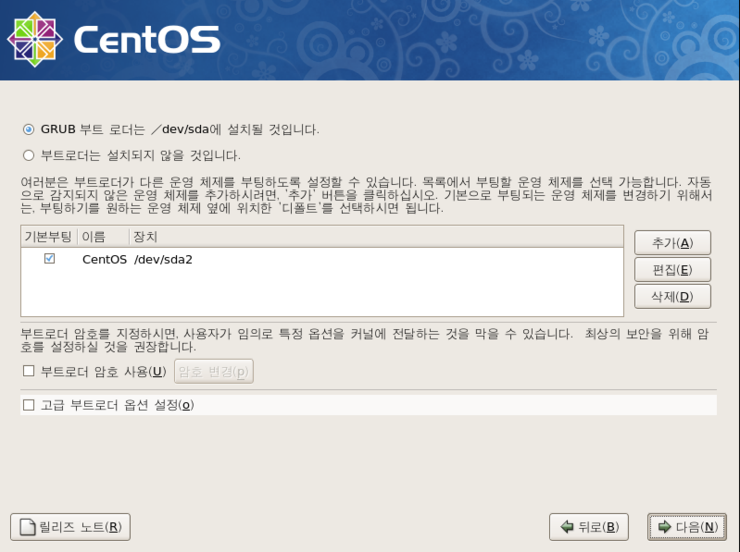 CentOS
GRUB 부트 로더는 /dev/sda에 설치될 것입니다.
부트로더는 설치되지 않을 것입니다.
여러분은 부트로더가 다른 운영 체제를 부팅하도록 설정할 수 있습니다. 목록에서 부팅할 운영 체제를 선택 가능합니다. 자동
으로 감지되지 않은 운영 체제를 추가하시려면, '추가' 버튼을 클릭하십시오. 기본으로 부팅되는 운영 체제를 변경하기 위해서
는, 부팅하기를 원하는 운영 체제 옆에 위치한 '디폴트'를 선택하시면 됩니다.
기본부팅 이름 장치
CentOS /dev/sda2
추가(A)
편집(E)
삭제(D)
부트로더 암호를 지정하시면, 사용자가 임의로 특정 옵션을 커널에 전달하는 것을 막을 수 있습니다. 최상의 보안을 위해 암
호를 설정하실 것을 권장합니다.
부트로더 암호 사용(U) 암호 변경(p)
고급 부트로더 옵션 설정(o)
릴리즈 노트(R) 뒤로(B) 다음(N)